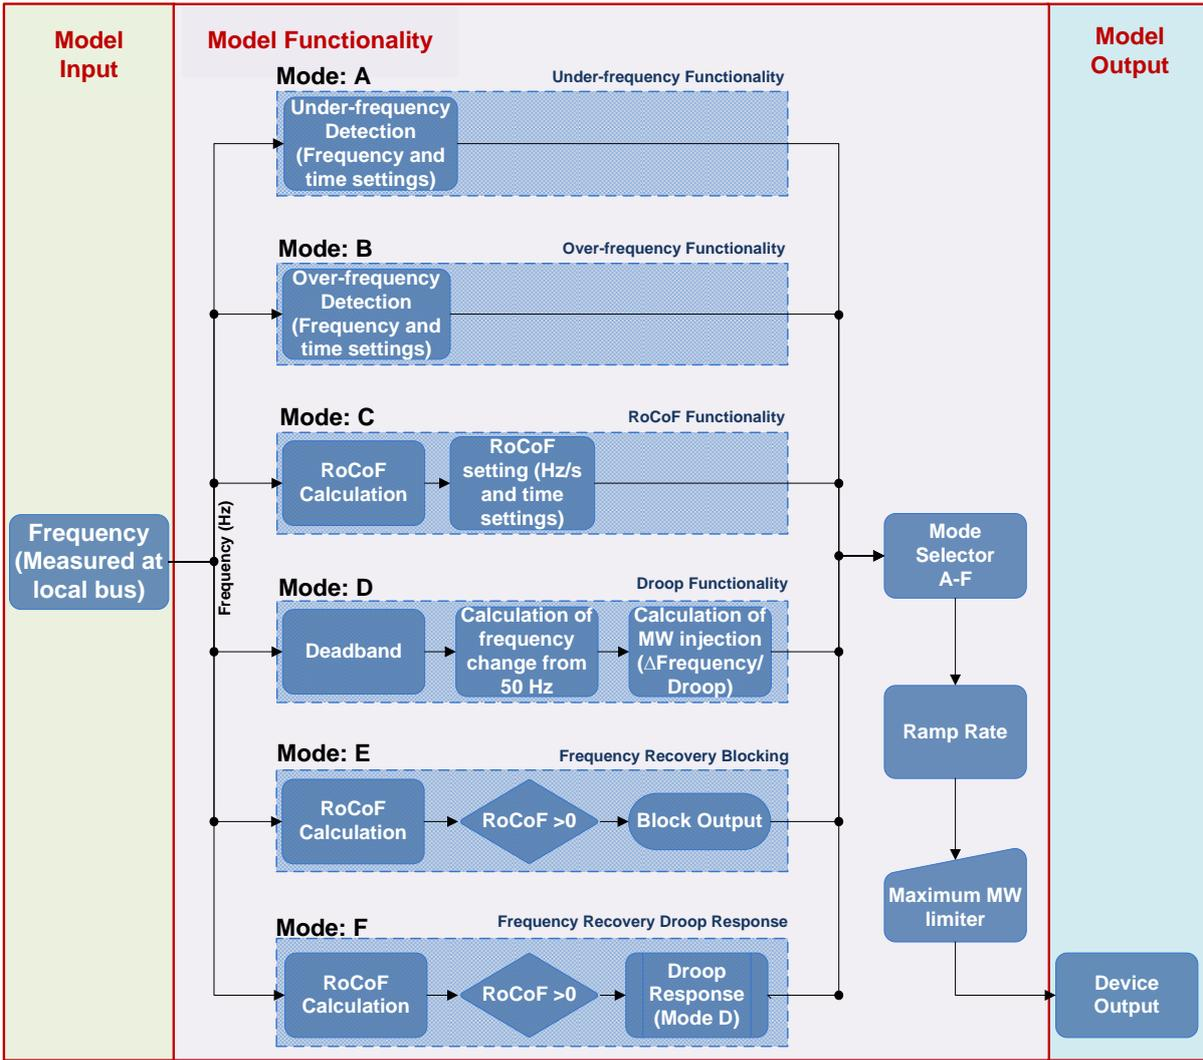 Model
Input
Model Functionality
Model
Output
Mode: A
Under-frequency Functionality
Under-frequency
Detection
(Frequency and
time settings)
Mode: B
Over-frequency Functionality
Over-frequency
Detection
(Frequency and
time settings)
Mode: C
RoCoF Functionality
RoCoF
Calculation
RoCoF
setting (Hz/s
and time
settings)
Frequency
(Measured at
local bus)
Frequency (Hz)
Mode: D
Droop Functionality
Deadband
Calculation of
frequency
change from
50 Hz
Calculation of
MW injection
(ΔFrequency/
Droop)
Mode: E
Frequency Recovery Blocking
RoCoF
Calculation
RoCoF >0
Block Output
Mode: F
Frequency Recovery Droop Response
RoCoF
Calculation
RoCoF >0
Droop
Response
(Mode D)
Mode
Selector
A-F
Ramp Rate
Maximum MW
limiter
Device
Output